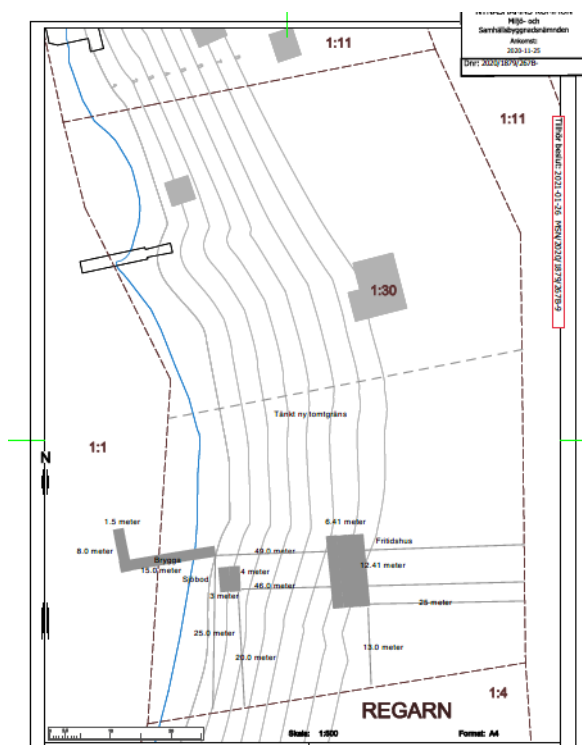 Miljö- och
Samhällsbyggnadsnämnden
Ankomst:
2020-11-25
Dnr: 2020/1879/267B-
1:11
1:11
Tillhör beslut: 2021-01-26 MSN/2020/1879/267B-9
1:30
Tänkt ny tomtgräns
1:1
N
1.5 meter
6.41 meter
Fritidshus
8.0 meter
Brygga
49.0 meter
15.0 meter
12.41 meter
Sjöbod
4 meter
46.0 meter
3 meter
25 meter
25.0 meter
20.0 meter
13.0 meter
1:4
REGARN
Skala: 1:500
Format: A4